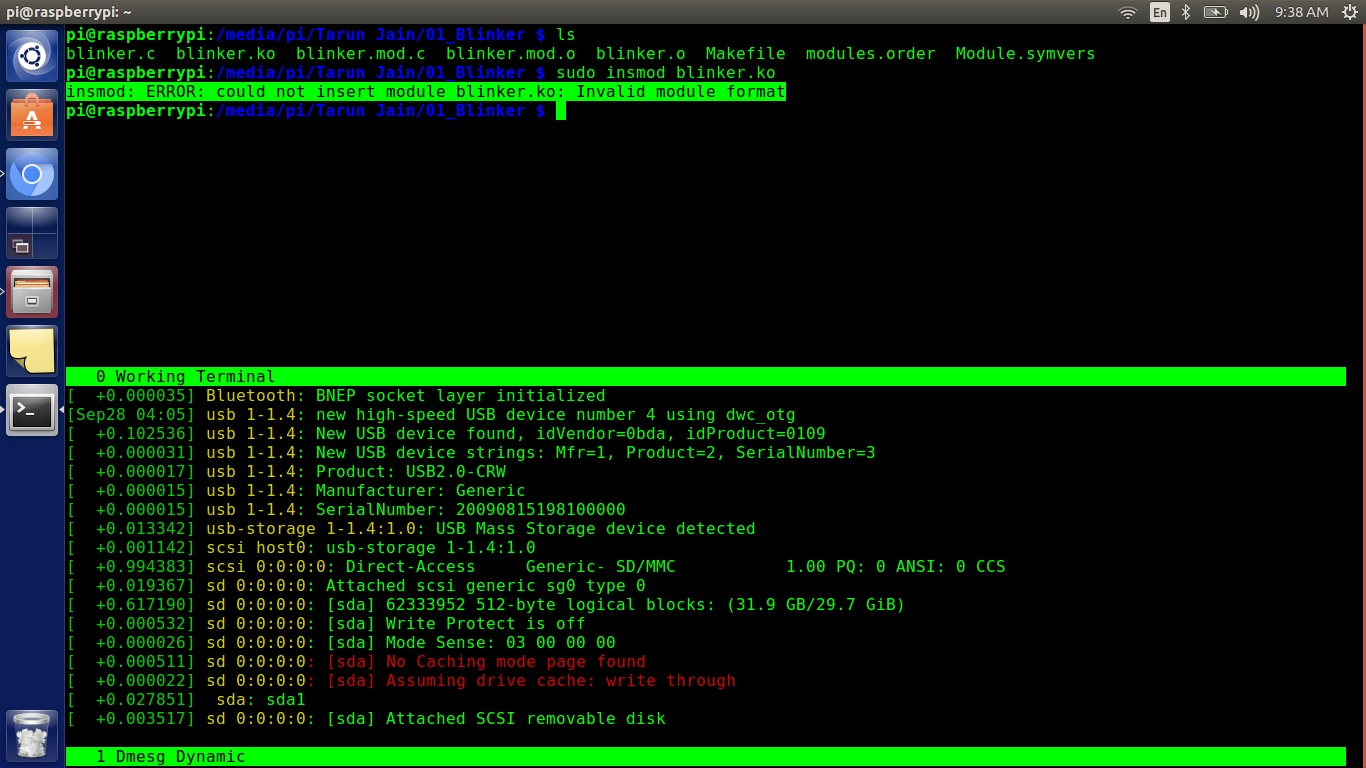 pi@raspberrypi: ~
En
9:38 AM
pi@raspberrypi:/media/pi/Tarun Jain/01_Blinker $ ls
blinker.c  blinker.ko  blinker.mod.c  blinker.mod.o  blinker.o  Makefile  modules.order  Module.symvers
pi@raspberrypi:/media/pi/Tarun Jain/01_Blinker $ sudo insmod blinker.ko
insmod: ERROR: could not insert module blinker.ko: Invalid module format
pi@raspberrypi:/media/pi/Tarun Jain/01_Blinker $
0 Working Terminal
[  +0.000035] Bluetooth: BNEP socket layer initialized
[Sep28 04:05] usb 1-1.4: new high-speed USB device number 4 using dwc_otg
[  +0.102536] usb 1-1.4: New USB device found, idVendor=0bda, idProduct=0109
[  +0.000031] usb 1-1.4: New USB device strings: Mfr=1, Product=2, SerialNumber=3
[  +0.000017] usb 1-1.4: Product: USB2.0-CRW
[  +0.000015] usb 1-1.4: Manufacturer: Generic
[  +0.000015] usb 1-1.4: SerialNumber: 20090815198100000
[  +0.013342] usb-storage 1-1.4:1.0: USB Mass Storage device detected
[  +0.001142] scsi host0: usb-storage 1-1.4:1.0
[  +0.994383] scsi 0:0:0:0: Direct-Access     Generic- SD/MMC           1.00 PQ: 0 ANSI: 0 CCS
[  +0.019367] sd 0:0:0:0: Attached scsi generic sg0 type 0
[  +0.617190] sd 0:0:0:0: [sda] 62333952 512-byte logical blocks: (31.9 GB/29.7 GiB)
[  +0.000532] sd 0:0:0:0: [sda] Write Protect is off
[  +0.000026] sd 0:0:0:0: [sda] Mode Sense: 03 00 00 00
[  +0.000511] sd 0:0:0:0: [sda] No Caching mode page found
[  +0.000022] sd 0:0:0:0: [sda] Assuming drive cache: write through
[  +0.027851]  sda: sda1
[  +0.003517] sd 0:0:0:0: [sda] Attached SCSI removable disk
1 Dmesg Dynamic